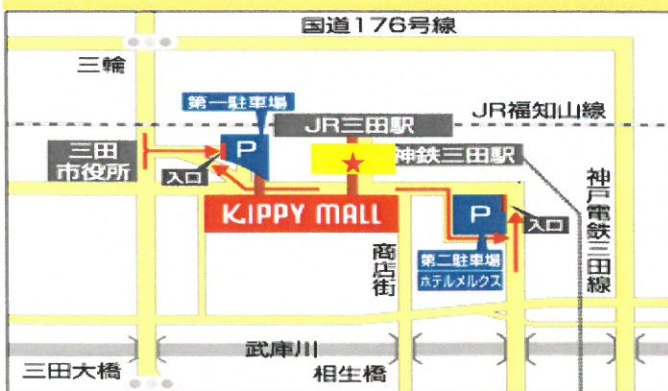 国道176号線
三輪
第一駐車場
JR福知山線
JR三田駅
三田
市役所
P
神鉄三田駅
入口
KIPPY MALL
P
入口
神戸電鉄三田線
商店街
第二駐車場
ホテルメルクス
武庫川
三田大橋
相生橋